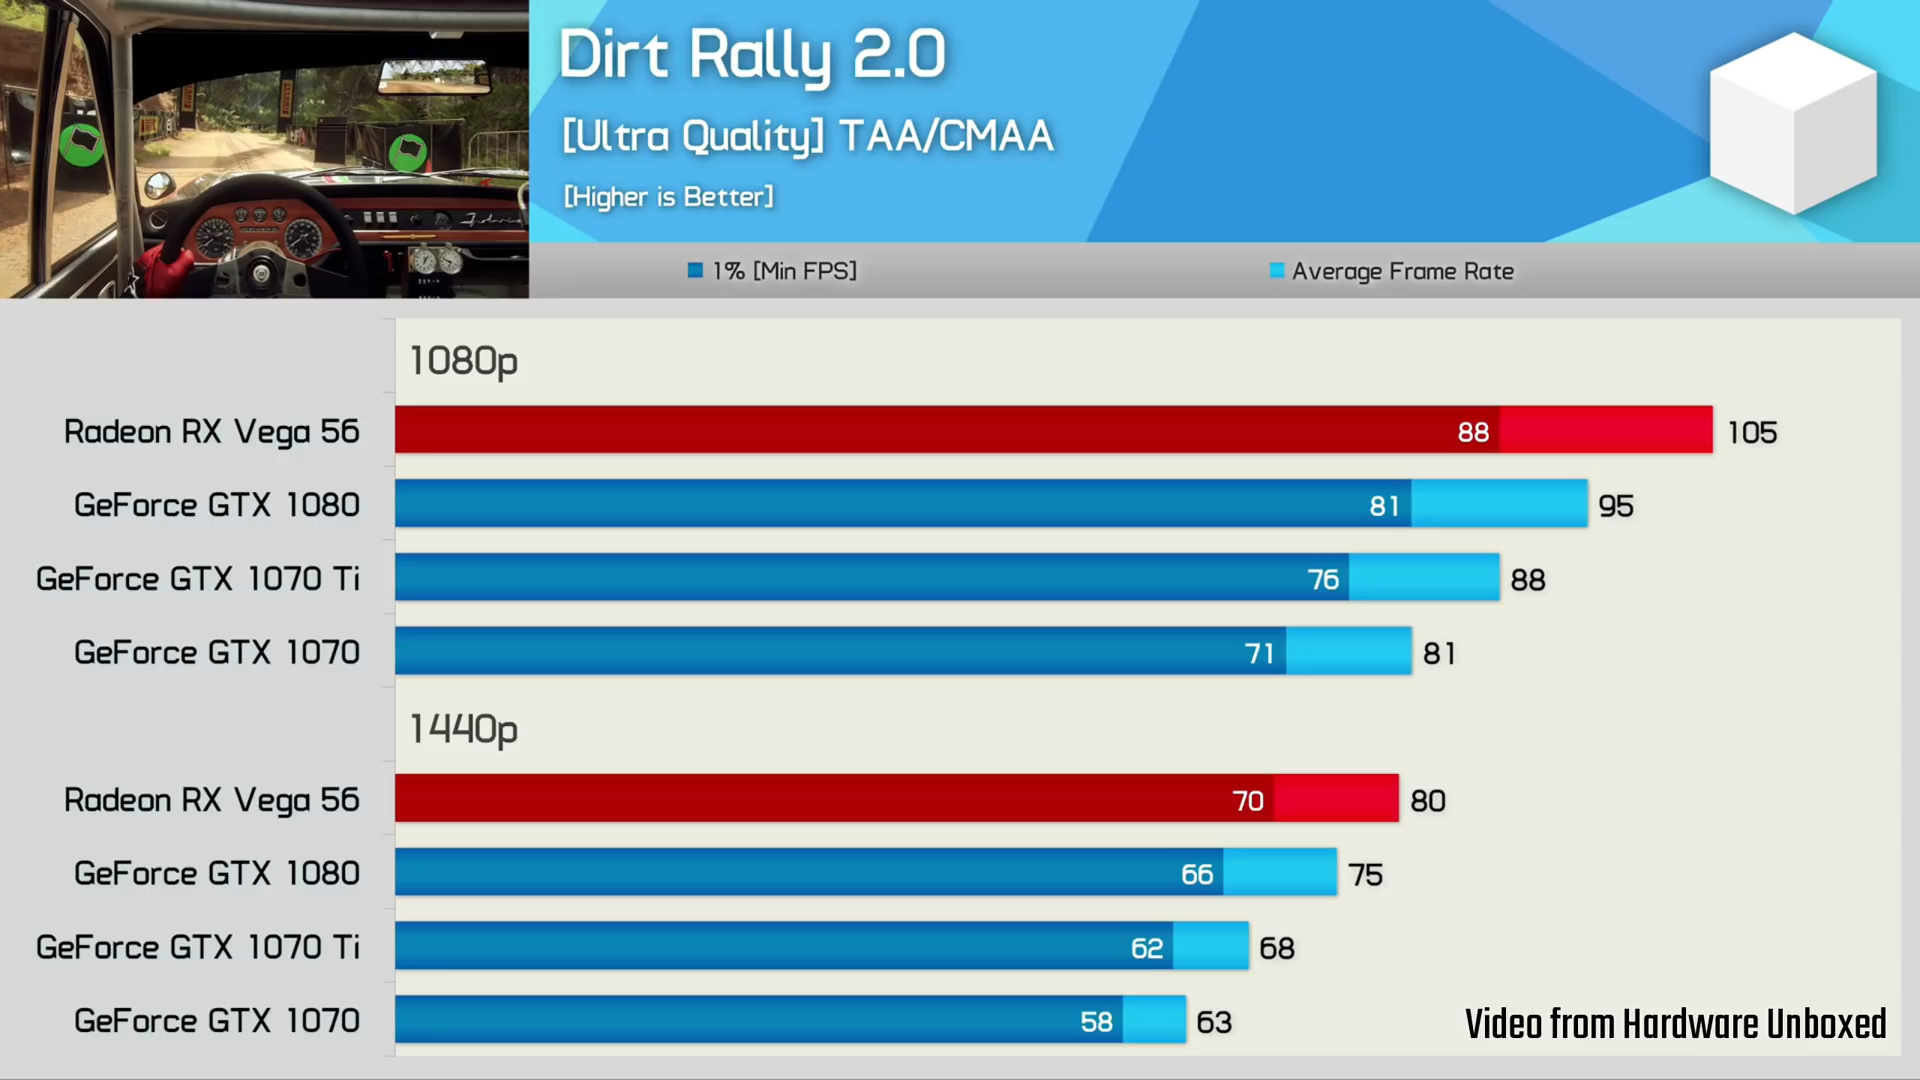 Dirt Rally 2.0
[Ultra Quality] TAA/CMAA
[Higher is Better]
1% [Min FPS]
Average Frame Rate
1080p
Radeon RX Vega 56 88 105
GeForce GTX 1080 81 95
GeForce GTX 1070 Ti 76 88
GeForce GTX 1070 71 81
1440p
Radeon RX Vega 56 70 80
GeForce GTX 1080 66 75
GeForce GTX 1070 Ti 62 68
GeForce GTX 1070 58 63
Video from Hardware Unboxed